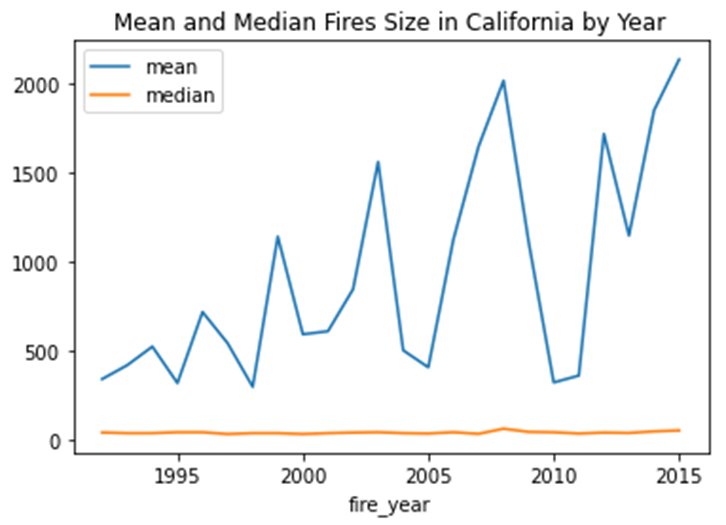 Mean and Median Fires Size in California by Year
mean
median
2000
1500
1000
500
0
1995 2000 2005 2010 2015
fire_year